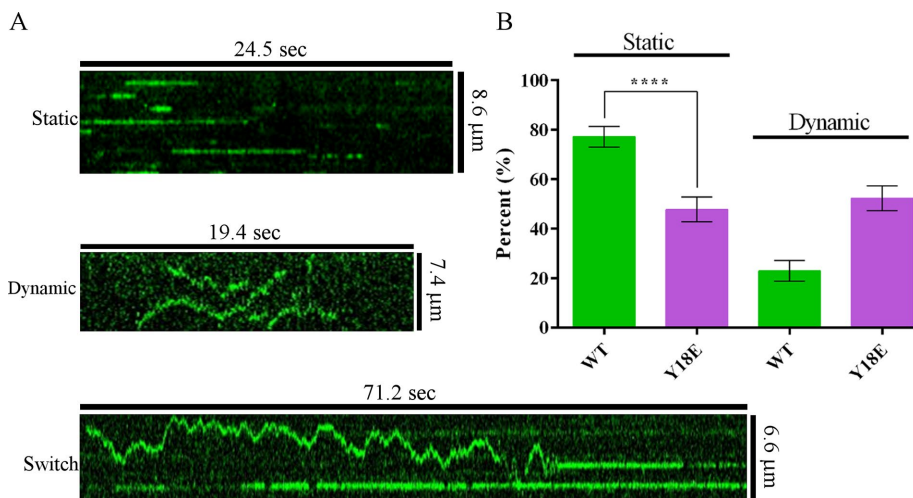 A
24.5 sec
Static
8.6 µm
19.4 sec
Dynamic
7.4 µm
71.2 sec
Switch
6.6 µm
B
Static
****
Dynamic
Percent (%)
100
80
60
40
20
0
WT
Y18E
WT
Y18E